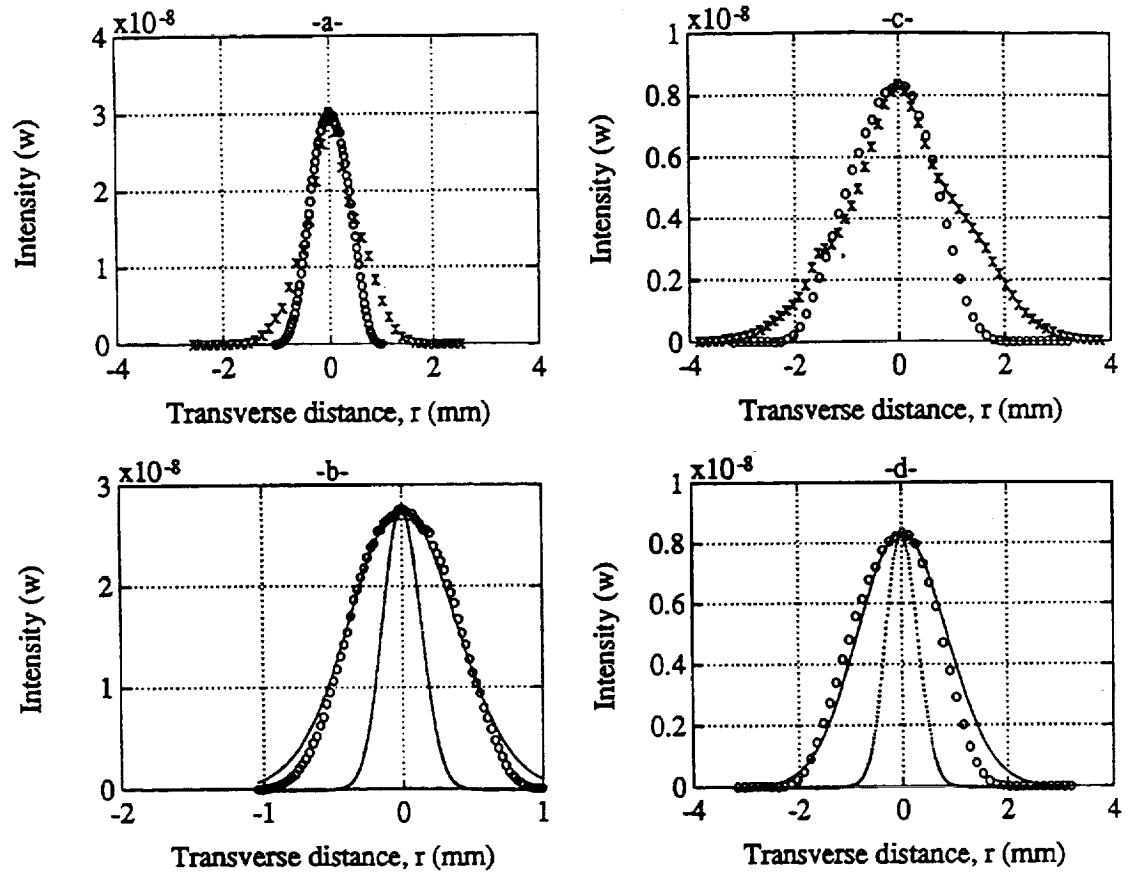 x10-8
-a-
4
3
2
1
0
Intensity (w)
-4
-2
0
2
4
Transverse distance, r (mm)
x10-8
-c-
1
0.8
0.6
0.4
0.2
0
Intensity (w)
-4
-2
0
2
4
Transverse distance, r (mm)
x10-8
-b-
3
2
1
0
Intensity (w)
-2
-1
0
1
Transverse distance, r (mm)
x10-8
-d-
1
0.8
0.6
0.4
0.2
0
Intensity (w)
-4
-2
0
2
4
Transverse distance, r (mm)